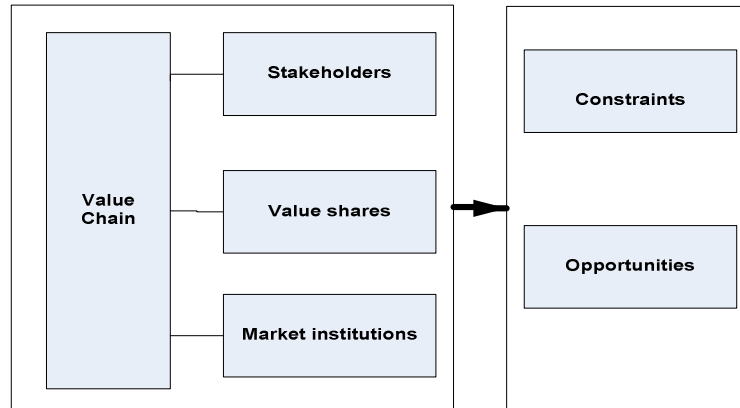 Stakeholders
Value
Chain
Value shares
Market institutions
Constraints
Opportunities